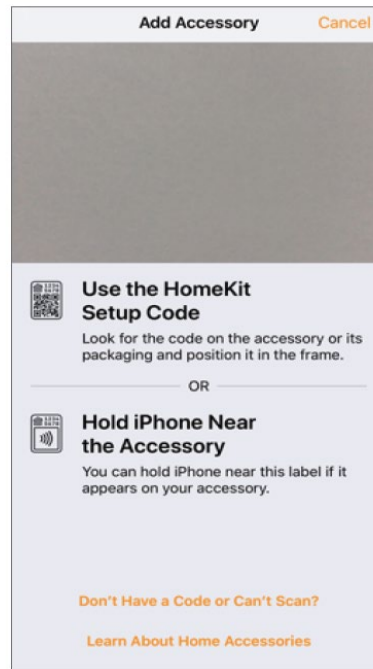 Add Accessory
Cancel
Use the HomeKit
Setup Code
Look for the code on the accessory or its
packaging and position it in the frame.
OR
Hold iPhone Near
the Accessory
You can hold iPhone near this label if it
appears on your accessory.
Don't Have a Code or Can't Scan?
Learn About Home Accessories